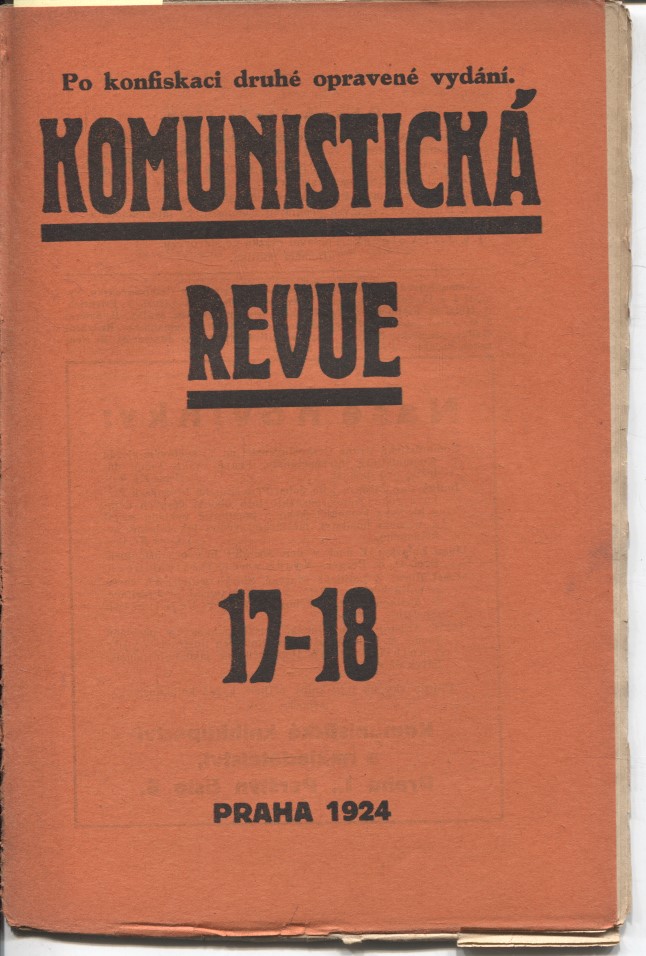 Po konfiskaci druhé opravené vydání.
KOMUNISTICKÁ
REVUE
17-18
PRAHA 1924